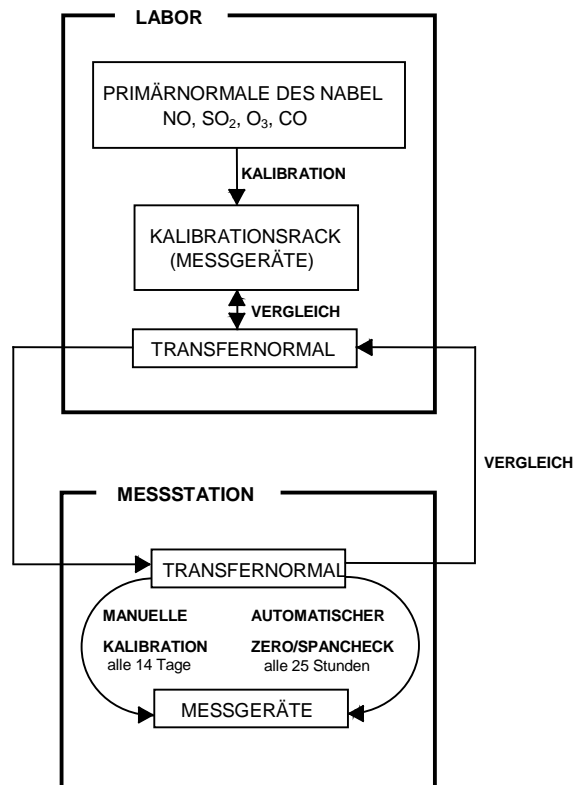 LABOR
PRIMÄRNORMALE DES NABEL
NO, SO₂, O₃, CO
KALIBRATION
KALIBRATIONSRACK
(MESSGERÄTE)
VERGLEICH
TRANSFERNORMAL
VERGLEICH
MESSSTATION
TRANSFERNORMAL
MANUELLE
KALIBRATION
alle 14 Tage
AUTOMATISCHER
ZERO/SPANCHECK
alle 25 Stunden
MESSGERÄTE